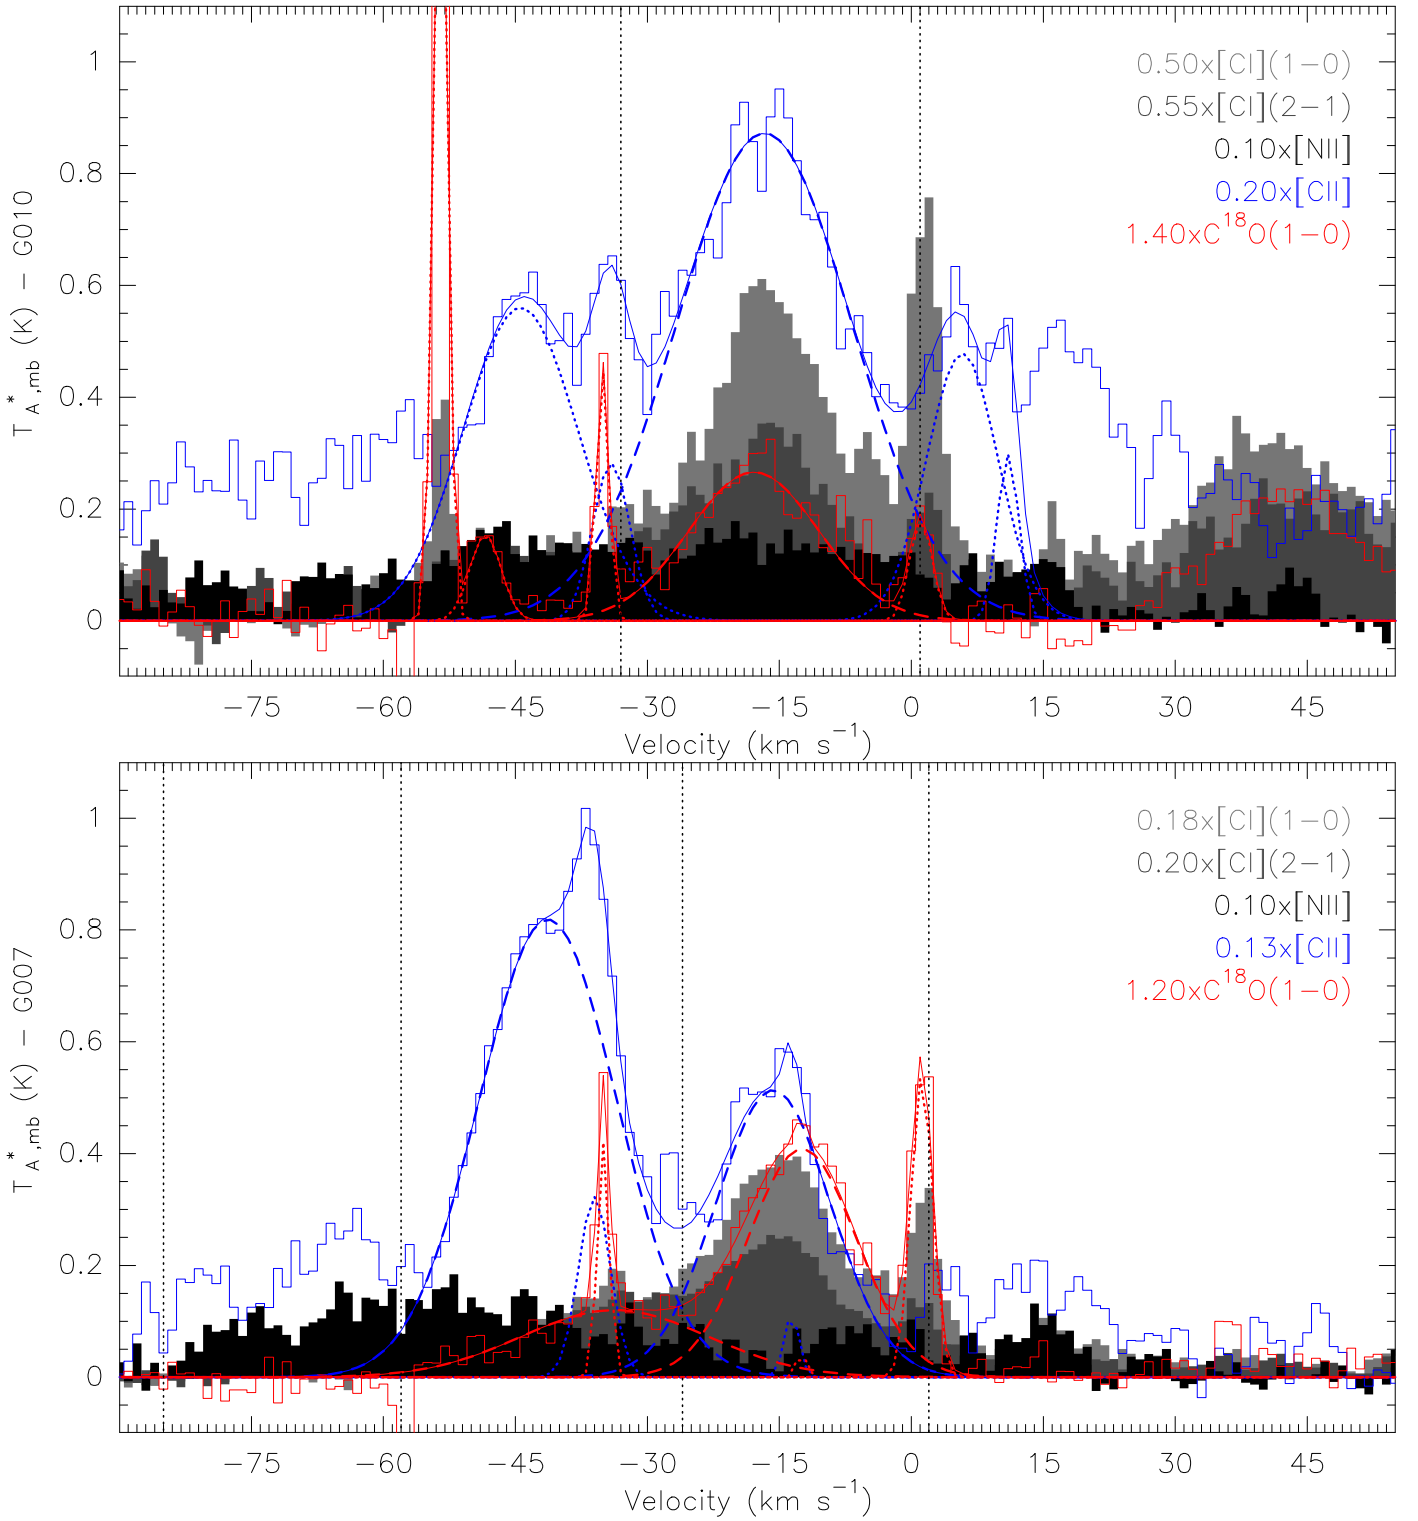 1
0.8
0.6
0.4
0.2
0
T*A,mb (K) − G010
0.50x[CI](1−0)
0.55x[CI](2−1)
0.10x[NII]
0.20x[CII]
1.40xC18O(1−0)
−75 −60 −45 −30 −15 0 15 30 45
Velocity (km s−1)
1
0.8
0.6
0.4
0.2
0
T*A,mb (K) − G007
0.18x[CI](1−0)
0.20x[CI](2−1)
0.10x[NII]
0.13x[CII]
1.20xC18O(1−0)
−75 −60 −45 −30 −15 0 15 30 45
Velocity (km s−1)